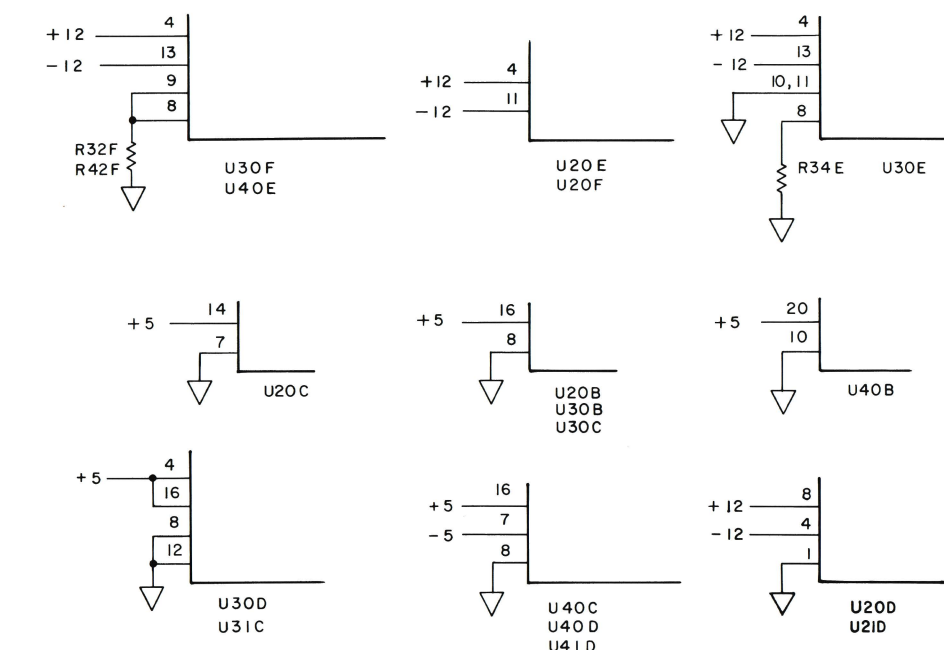 +12 4
-12 13
9
8
R32F
R42F
U30F
U40E
+12 4
-12 11
U20E
U20F
+12 4
-12 13
10,11
8
R34E
U30E
+5 14
7
U20C
+5 16
8
U20B
U30B
U30C
+5 20
10
U40B
+5 4
16
8
12
U30D
U31C
+5 16
-5 7
8
U40C
U40D
U41D
+12 8
-12 4
1
U20D
U21D